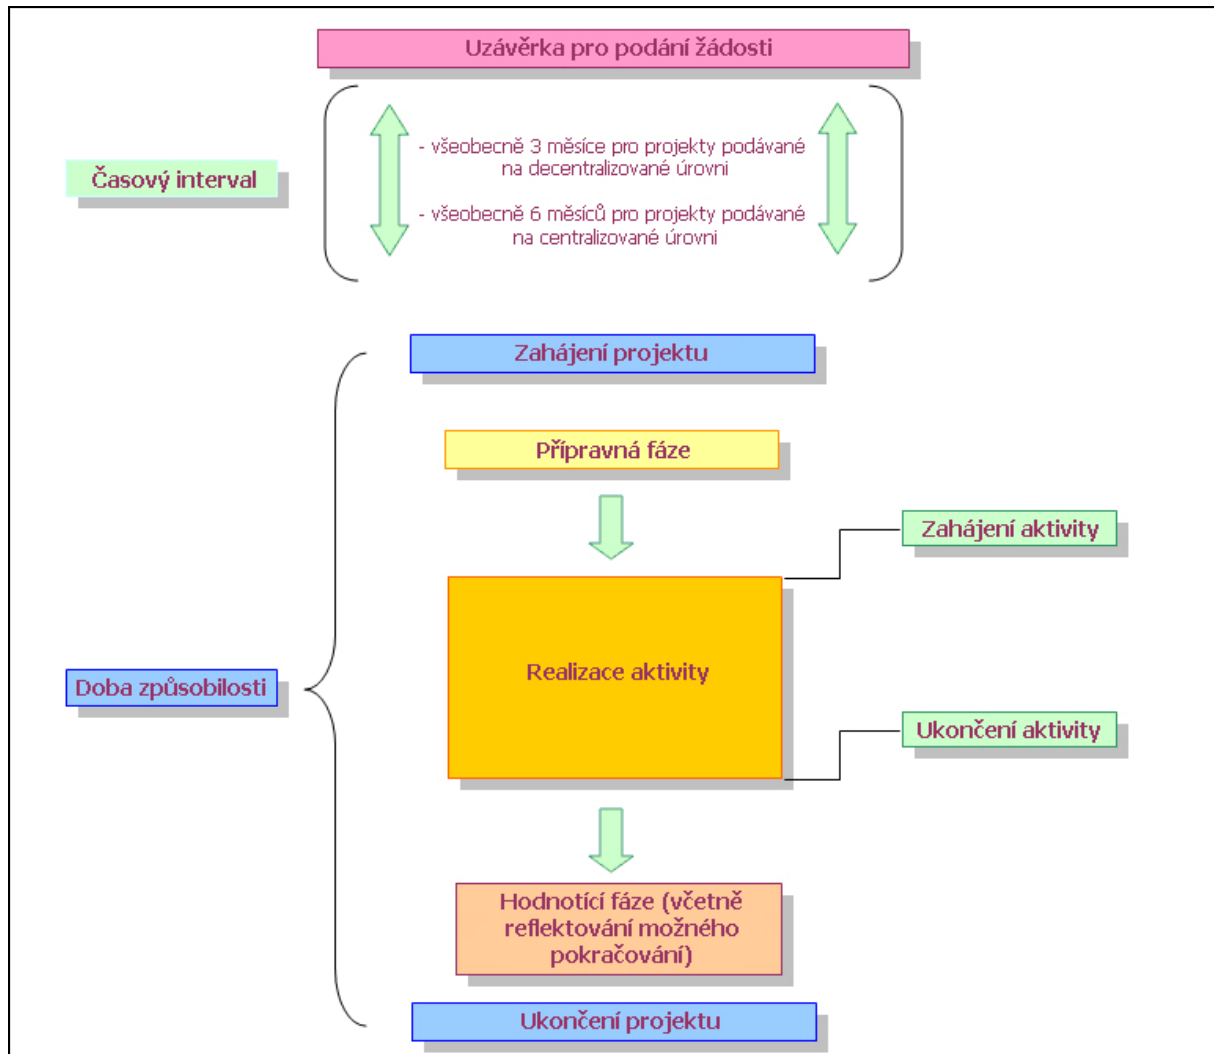 Uzávěrka pro podání žádosti
Časový interval
- všeobecně 3 měsíce pro projekty podávané
na decentralizované úrovni
- všeobecně 6 měsíců pro projekty podávané
na centralizované úrovni
Zahájení projektu
Přípravná fáze
Zahájení aktivity
Realizace aktivity
Doba způsobilosti
Ukončení aktivity
Hodnotící fáze (včetně
reflektování možného
pokračování)
Ukončení projektu